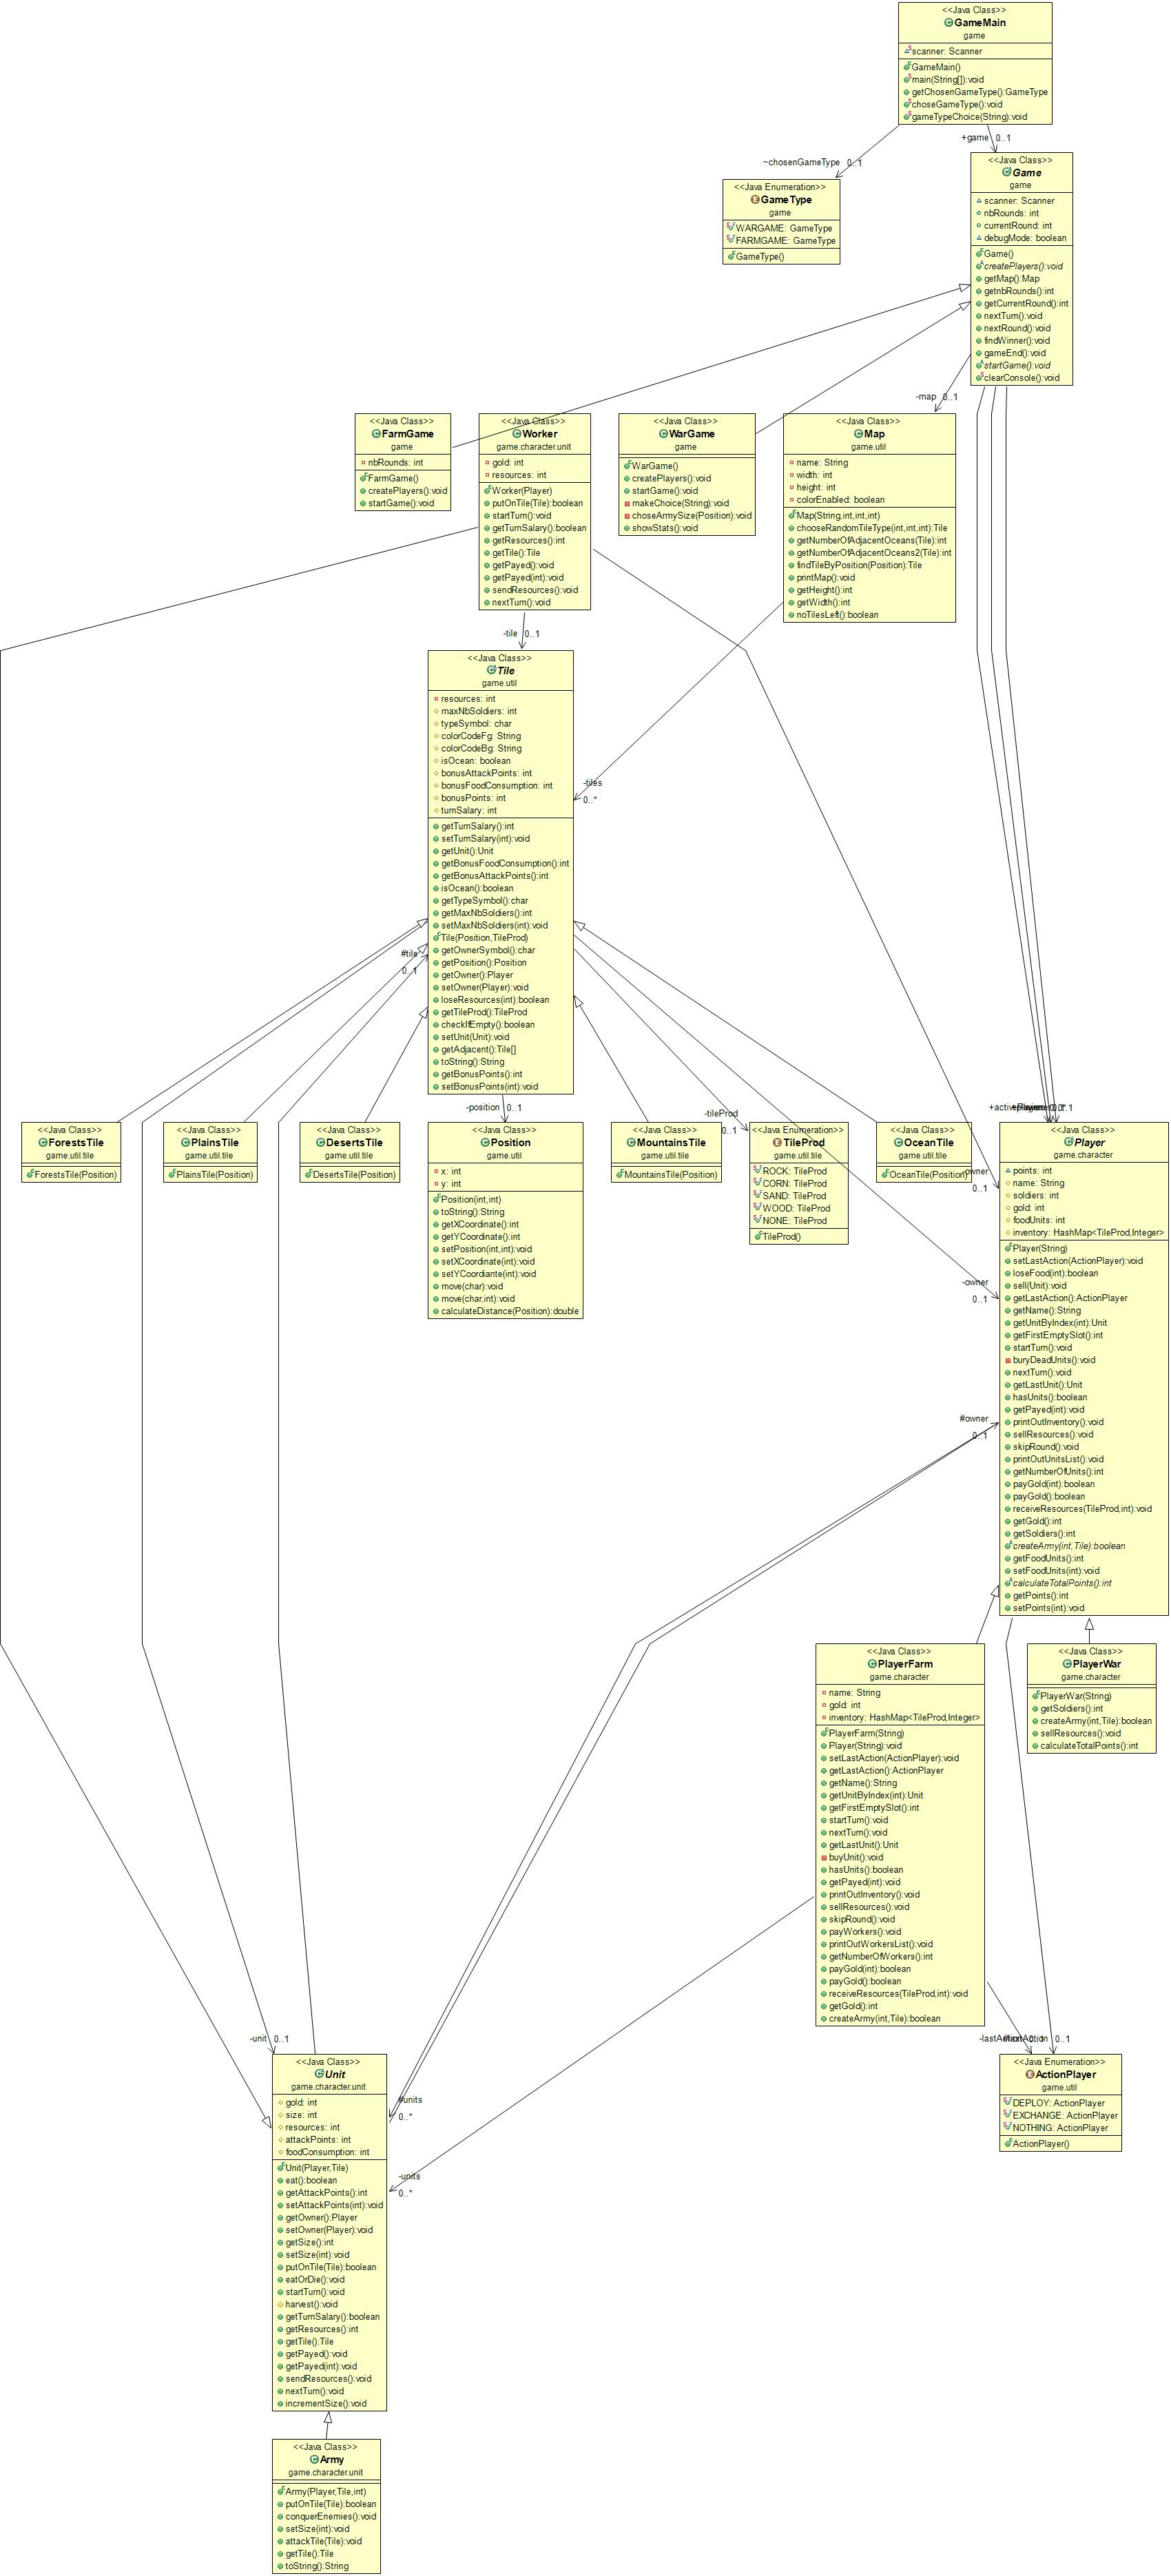 <<Java Class>>
GameMain
game
scanner: Scanner
GameMain()
main(String[]):void
getChosenGameType():GameType
choseGameType():void
gameTypeChoice(String):void
+game 0..1
~chosenGameType 0..1
<<Java Class>>
Game
game
scanner: Scanner
nbRounds: int
currentRound: int
debugMode: boolean
Game()
createPlayers():void
getMap():Map
getnbRounds():int
getCurrentRound():int
nextTurn():void
nextRound():void
findWinner():void
gameEnd():void
startGame():void
clearConsole():void
<<Java Enumeration>>
GameType
game
WARGAME: GameType
FARMGAME: GameType
GameType()
-map 0..1
<<Java Class>>
FarmGame
game
nbRounds: int
FarmGame()
createPlayers():void
startGame():void
<<Java Class>>
Worker
game.character.unit
gold: int
resources: int
Worker(Player)
putOnTile(Tile):boolean
startTurn():void
getTurnSalary():boolean
getResources():int
getTile():Tile
getPayed():void
getPayed(int):void
sendResources():void
nextTurn():void
<<Java Class>>
WarGame
game
WarGame()
createPlayers():void
startGame():void
makeChoice(String):void
choseArmySize(Position):void
showStats():void
<<Java Class>>
Map
game.util
name: String
width: int
height: int
colorEnabled: boolean
Map(String,int,int,int)
chooseRandomTileType(int,int,int):Tile
getNumberOfAdjacentOceans(Tile):int
getNumberOfAdjacentOceans2(Tile):int
findTileByPosition(Position):Tile
printMap():void
getHeight():int
getWidth():int
noTilesLeft():boolean
-tile 0..1
<<Java Class>>
Tile
game.util
resources: int
maxNbSoldiers: int
typeSymbol: char
colorCodeFg: String
colorCodeBg: String
isOcean: boolean
bonusAttackPoints: int
bonusFoodConsumption: int
bonusPoints: int
turnSalary: int
getTurnSalary():int
setTurnSalary(int):void
getUnit():Unit
getBonusFoodConsumption():int
getBonusAttackPoints():int
isOcean():boolean
getTypeSymbol():char
getMaxNbSoldiers():int
setMaxNbSoldiers(int):void
Tile(Position,TileProd)
getOwnerSymbol():char
getPosition():Position
getOwner():Player
setOwner(Player):void
loseResources(int):boolean
getTileProd():TileProd
checkIfEmpty():boolean
setUnit(Unit):void
getAdjacent():Tile[]
toString():String
getBonusPoints():int
setBonusPoints(int):void
-tiles
0..*
#tile
0..1
-position 0..1
-tileProd
0..1
<<Java Class>>
ForestsTile
game.util.tile
ForestsTile(Position)
<<Java Class>>
PlainsTile
game.util.tile
PlainsTile(Position)
<<Java Class>>
DesertsTile
game.util.tile
DesertsTile(Position)
<<Java Class>>
Position
game.util
x: int
y: int
Position(int,int)
toString():String
getXCoordinate():int
getYCoordinate():int
setPosition(int,int):void
setXCoordinate(int):void
setYCoordiante(int):void
move(char):void
move(char,int):void
calculateDistance(Position):double
<<Java Class>>
MountainsTile
game.util.tile
MountainsTile(Position)
<<Java Enumeration>>
TileProd
game.util.tile
ROCK: TileProd
CORN: TileProd
SAND: TileProd
WOOD: TileProd
NONE: TileProd
TileProd()
<<Java Class>>
OceanTile
game.util.tile
OceanTile(Position)
-owner
0..1
-owner
0..1
#owner
0..1
<<Java Class>>
Player
game.character
points: int
name: String
soldiers: int
gold: int
foodUnits: int
inventory: HashMap<TileProd,Integer>
Player(String)
setLastAction(ActionPlayer):void
loseFood(int):boolean
sell(Unit):void
getLastAction():ActionPlayer
getName():String
getUnitByIndex(int):Unit
getFirstEmptySlot():int
startTurn():void
buryDeadUnits():void
nextTurn():void
getLastUnit():Unit
hasUnits():boolean
getPayed(int):void
printOutInventory():void
sellResources():void
skipRound():void
printOutUnitsList():void
getNumberOfUnits():int
payGold(int):boolean
payGold():boolean
receiveResources(TileProd,int):void
getGold():int
getSoldiers():int
createArmy(int,Tile):boolean
getFoodUnits():int
setFoodUnits(int):void
calculateTotalPoints():int
getPoints():int
setPoints(int):void
<<Java Class>>
PlayerFarm
game.character
name: String
gold: int
inventory: HashMap<TileProd,Integer>
PlayerFarm(String)
Player(String):void
setLastAction(ActionPlayer):void
getLastAction():ActionPlayer
getName():String
getUnitByIndex(int):Unit
getFirstEmptySlot():int
startTurn():void
nextTurn():void
getLastUnit():Unit
buyUnit():void
hasUnits():boolean
getPayed(int):void
printOutInventory():void
sellResources():void
skipRound():void
payWorkers():void
printOutWorkersList():void
getNumberOfWorkers():int
payGold(int):boolean
payGold():boolean
receiveResources(TileProd,int):void
getGold():int
createArmy(int,Tile):boolean
<<Java Class>>
PlayerWar
game.character
PlayerWar(String)
getSoldiers():int
createArmy(int,Tile):boolean
sellResources():void
calculateTotalPoints():int
0..1
<<Java Enumeration>>
ActionPlayer
game.util
DEPLOY: ActionPlayer
EXCHANGE: ActionPlayer
NOTHING: ActionPlayer
ActionPlayer()
-unit 0..1
#units
0..*
-units
0..*
<<Java Class>>
Unit
game.character.unit
gold: int
size: int
resources: int
attackPoints: int
foodConsumption: int
Unit(Player,Tile)
eat():boolean
getAttackPoints():int
setAttackPoints(int):void
getOwner():Player
setOwner(Player):void
getSize():int
setSize(int):void
putOnTile(Tile):boolean
eatOrDie():void
startTurn():void
harvest():void
getTurnSalary():boolean
getResources():int
getTile():Tile
getPayed():void
getPayed(int):void
sendResources():void
nextTurn():void
incrementSize():void
<<Java Class>>
Army
game.character.unit
Army(Player,Tile,int)
putOnTile(Tile):boolean
conquerEnemies():void
setSize(int):void
attackTile(Tile):void
getTile():Tile
toString():String